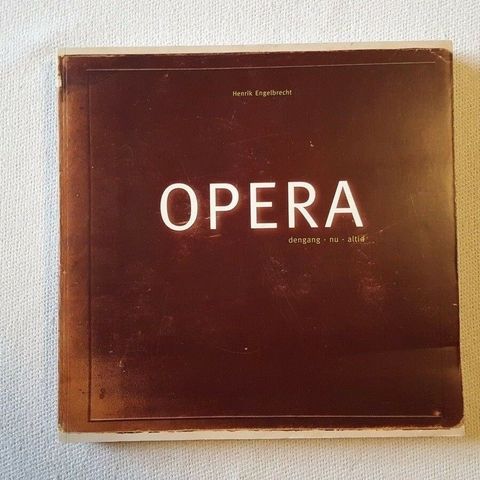 Henrik Engelbrecht
OPERA
dengang · nu · altid